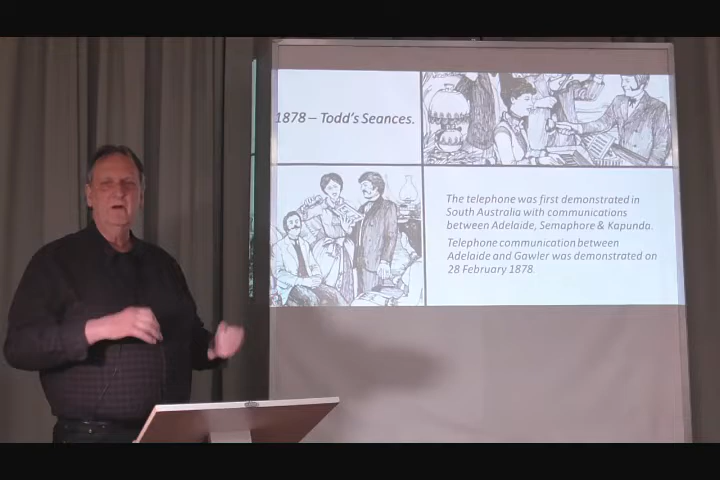 1878 – Todd's Seances.
The telephone was first demonstrated in
South Australia with communications
between Adelaide, Semaphore & Kapunda.
Telephone communication between
Adelaide and Gawler was demonstrated on
28 February 1878.